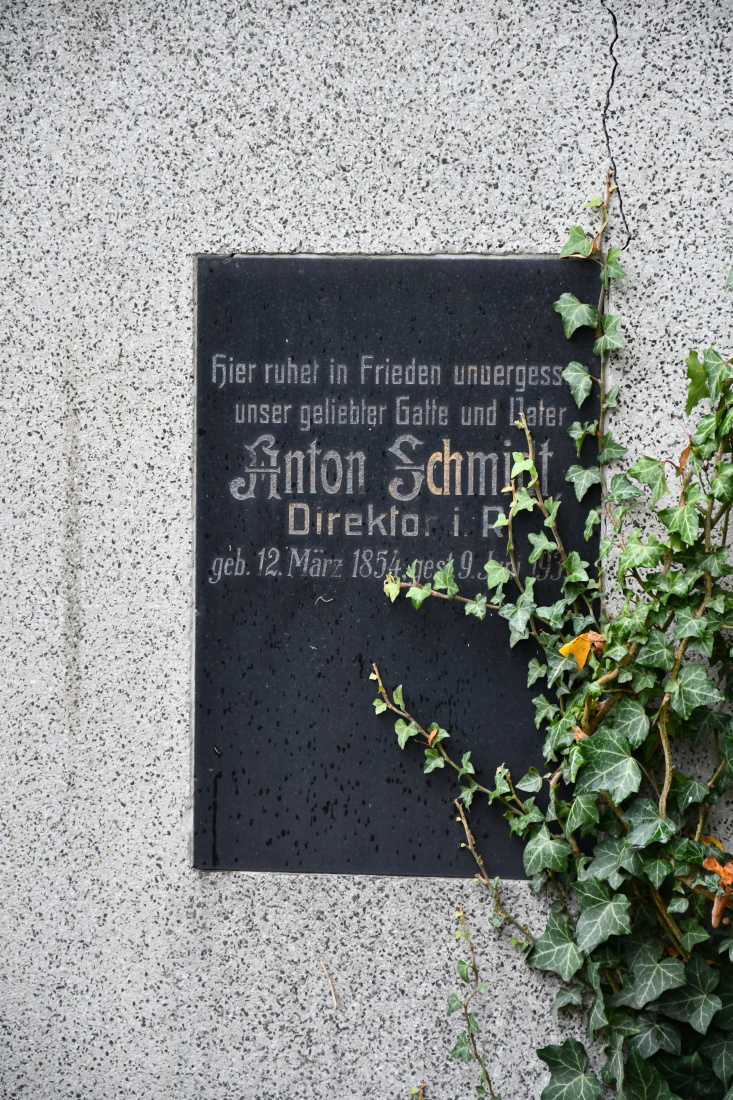 Hier ruhet in Frieden unvergess
unser geliebter Gatte und Vater
Anton Schmidt
Direktor i. R
geb. 12. März 1854, gest. 9.